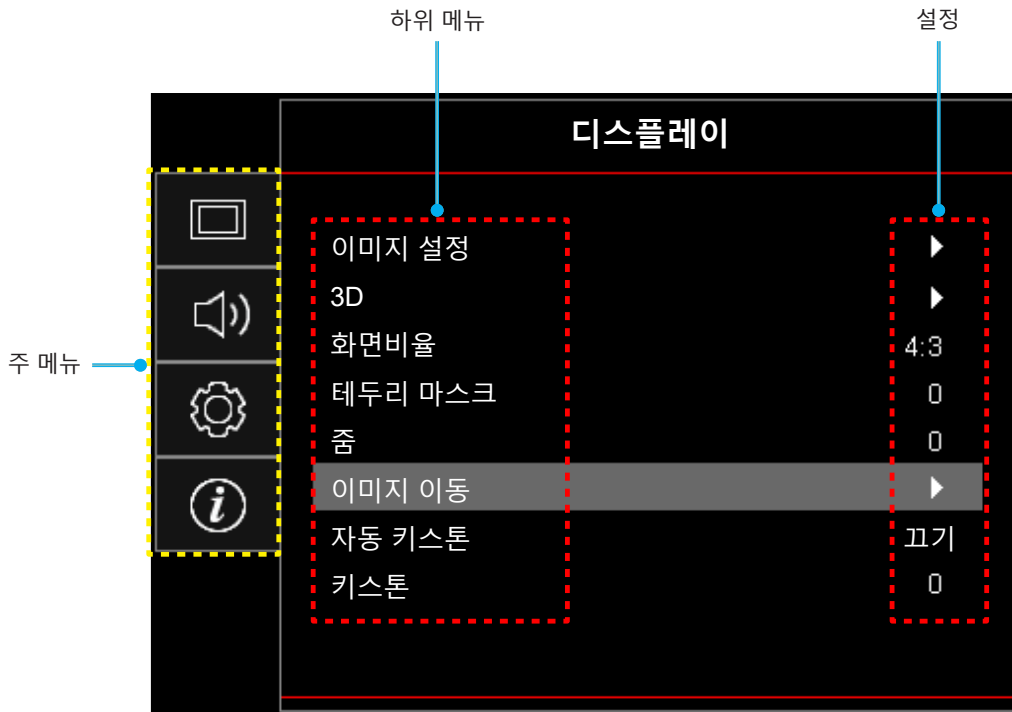 하위 메뉴 설정
디스플레이
이미지 설정
3D
화면비율 4:3
주 메뉴
테두리 마스크 0
줌 0
이미지 이동
자동 키스톤 끄기
키스톤 0